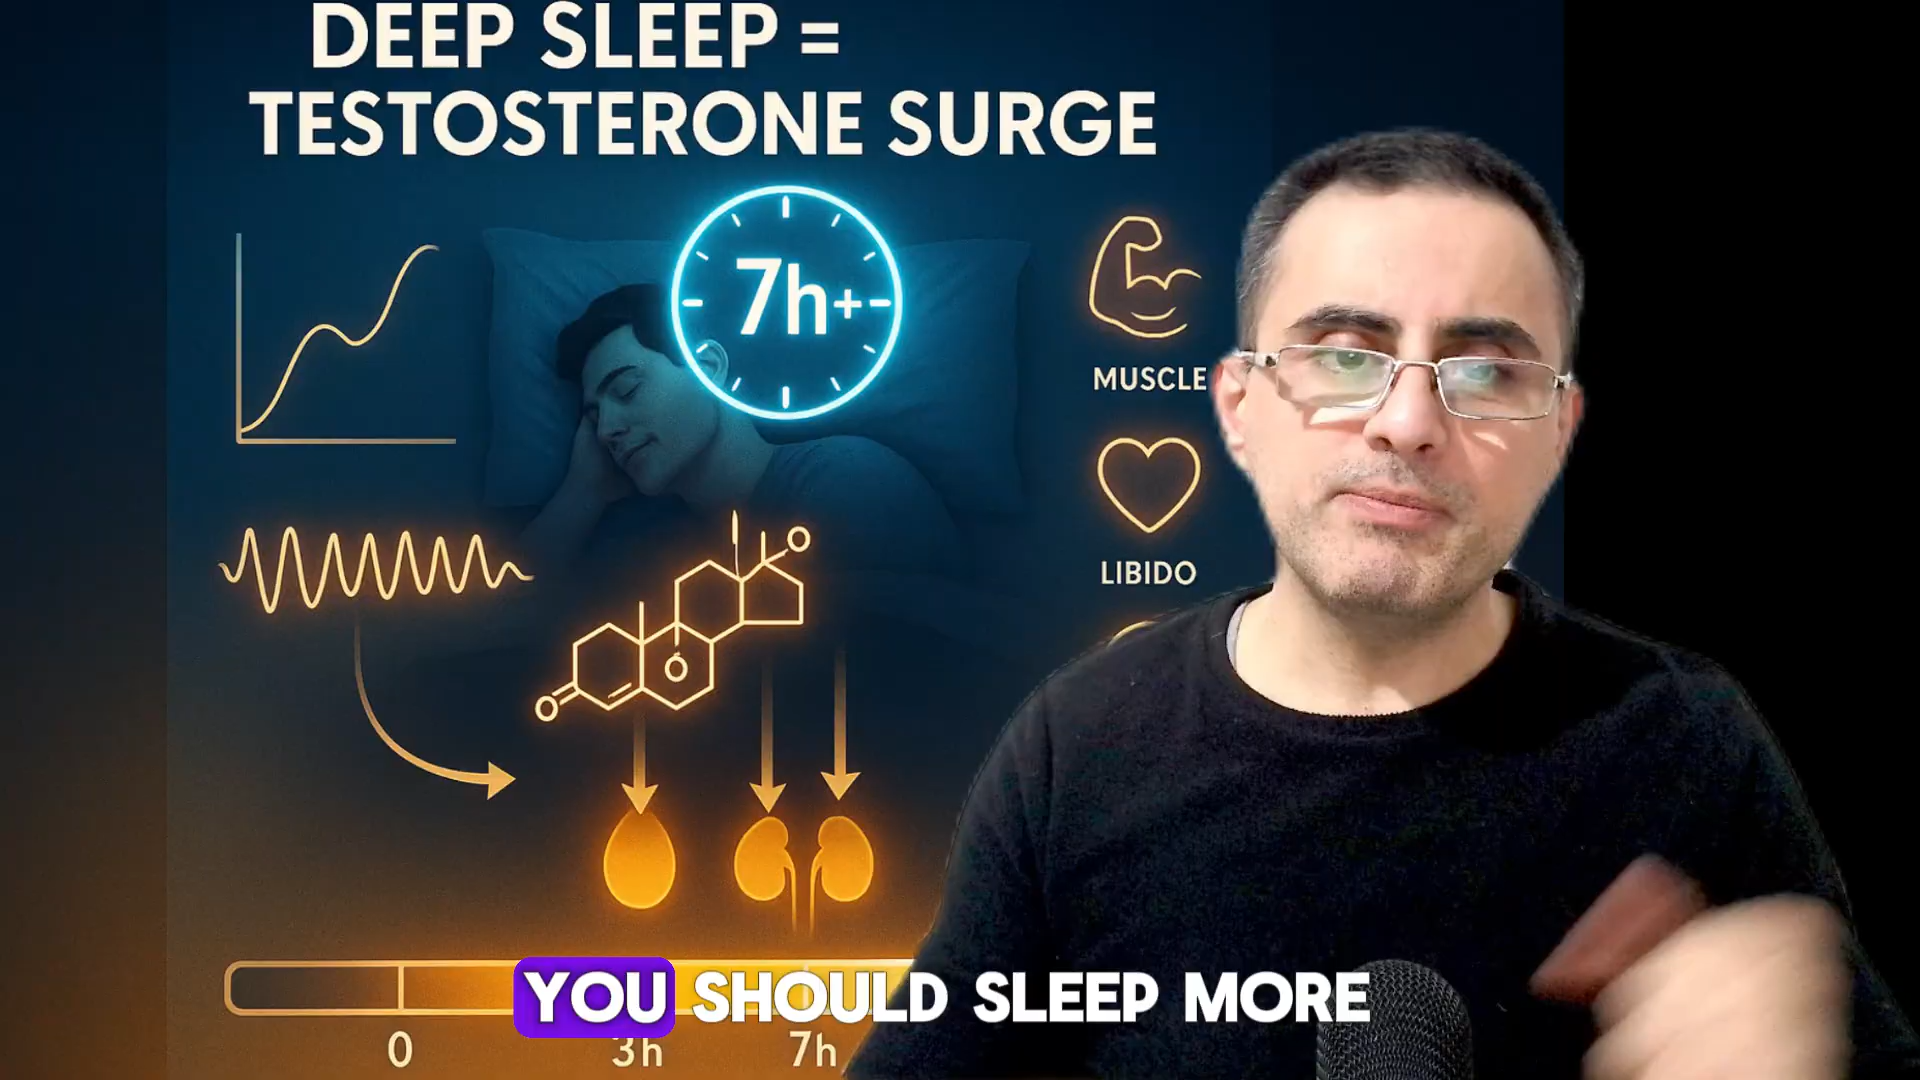 DEEP SLEEP =
TESTOSTERONE SURGE
7h+
MUSCLE
LIBIDO
O
O
O
YOU SHOULD SLEEP MORE
0
3h
7h